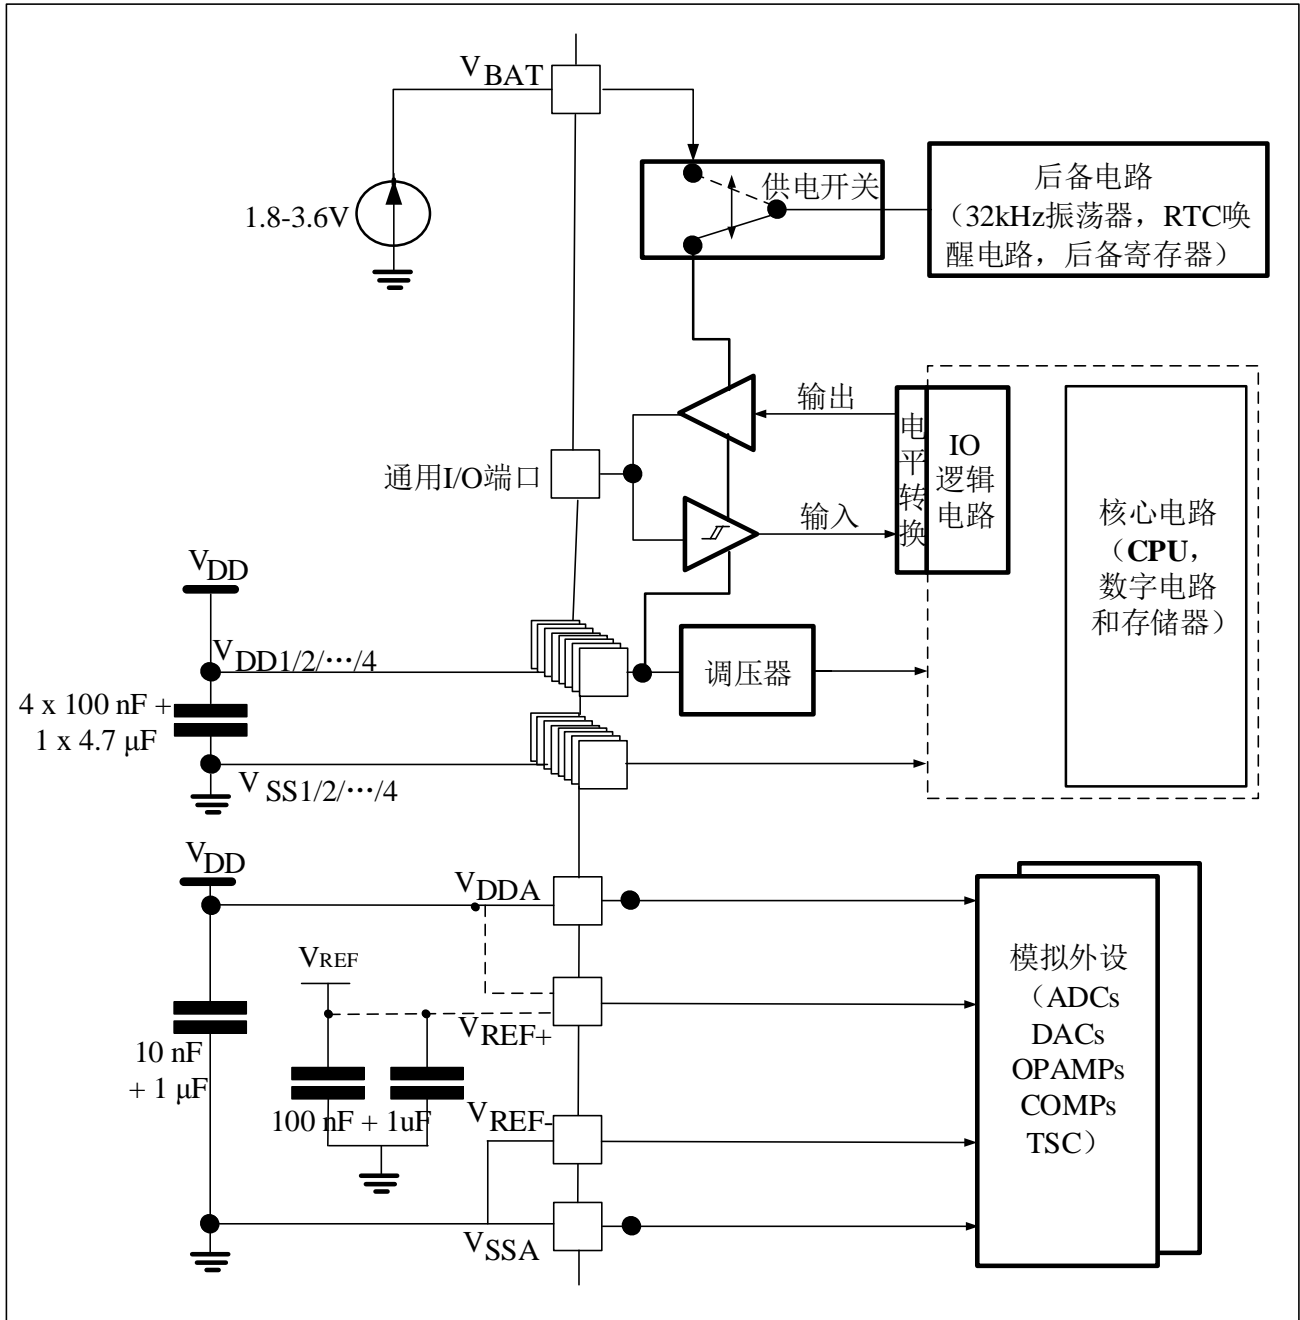 VBAT
1.8-3.6V
供电开关
后备电路
（32kHz振荡器，RTC唤
醒电路，后备寄存器）
输出
通用I/O端口
输入
电平转换
IO
逻辑
电路
核心电路
（CPU，
数字电路
和存储器）
VDD
VDD1/2/…/4
4 x 100 nF +
1 x 4.7 μF
调压器
VSS1/2/…/4
VDD
VDDA
VREF
VREF+
10 nF
+ 1 μF
100 nF + 1uF
VREF-
VSSA
模拟外设
（ADCs
DACs
OPAMPs
COMPs
TSC）